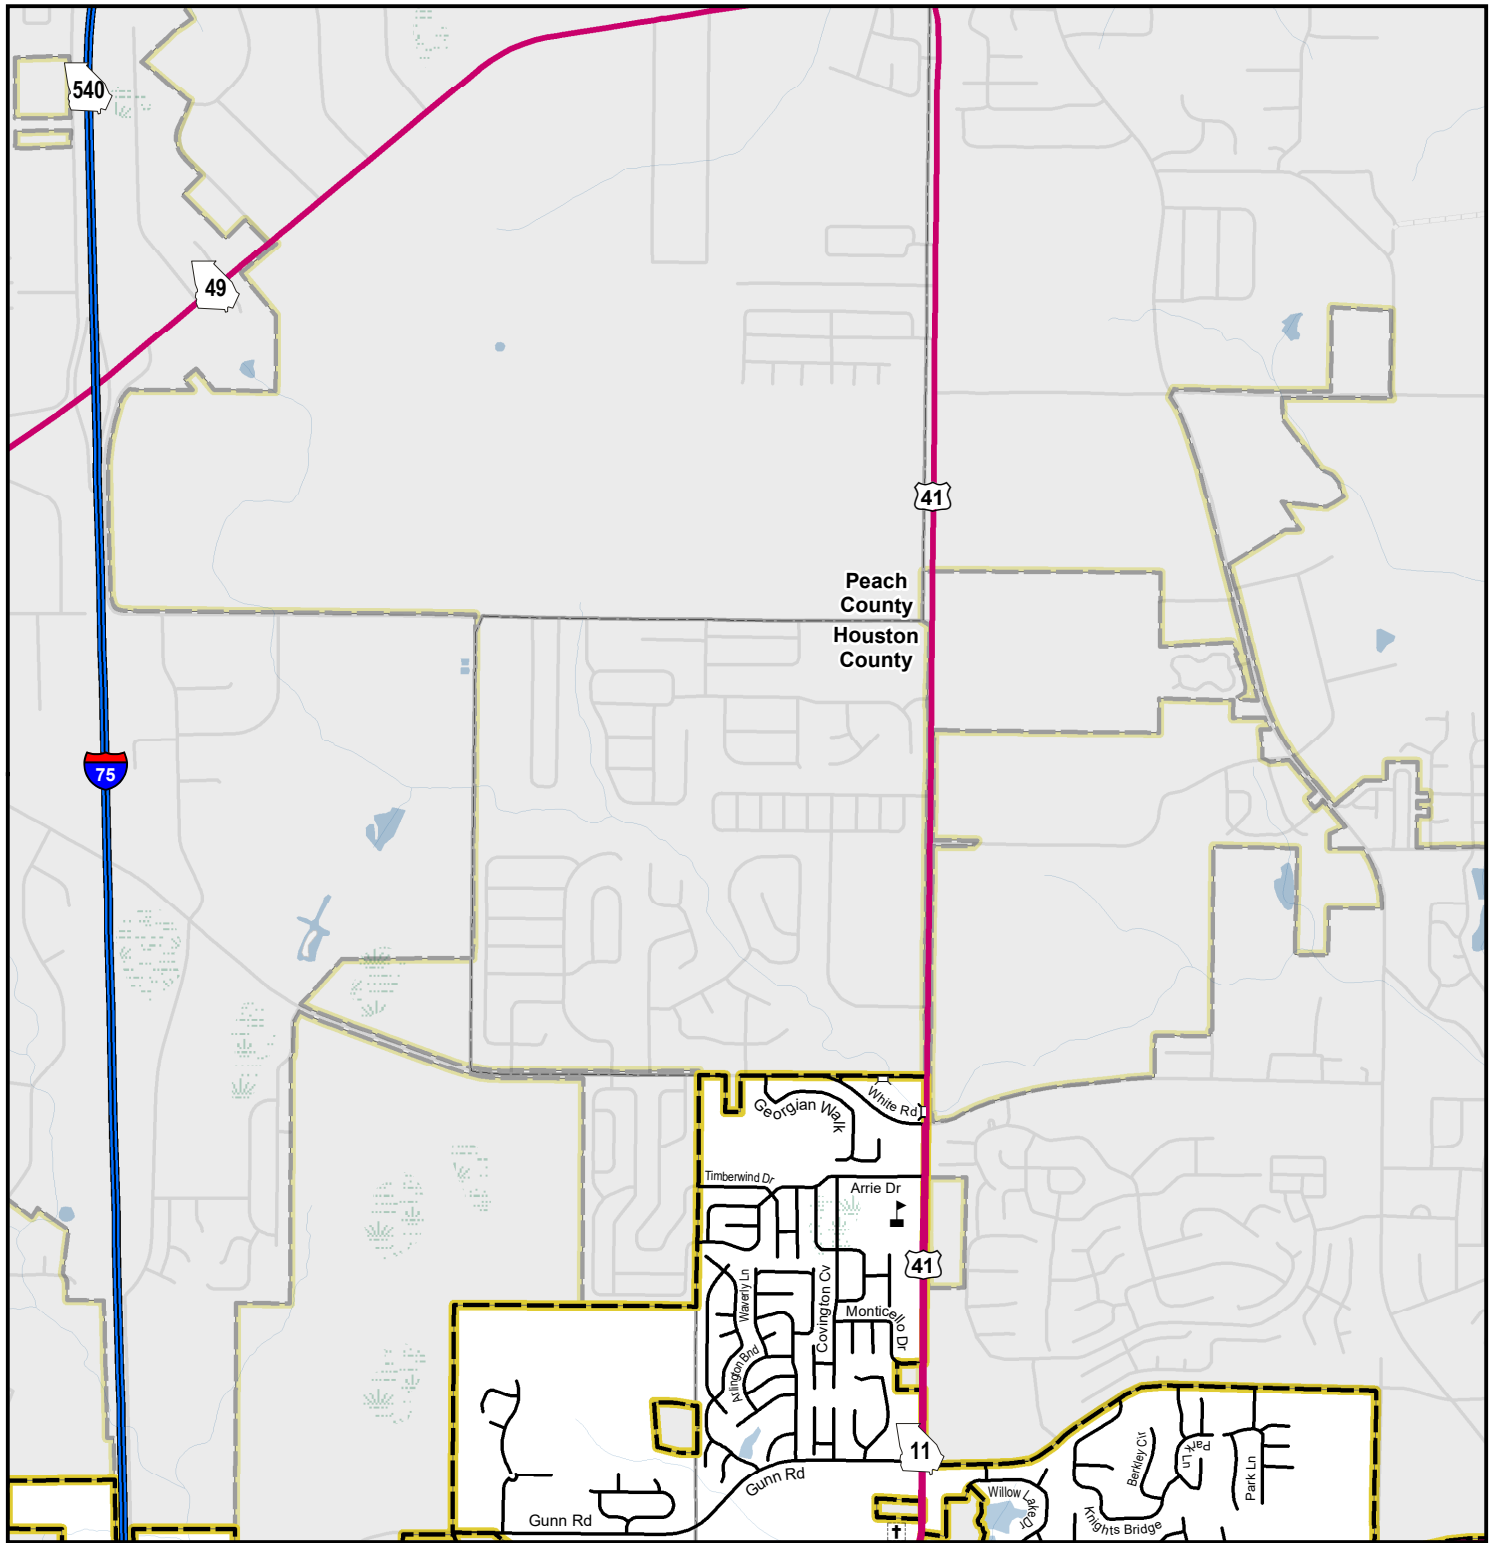 540
49
41
Peach
County
Houston
County
75
Georgian Walk
White Rd
Timberwind Dr
Arrie Dr
41
Waverly Ln
Covington Cv
Monticello Dr
Arlington Bnd
11
Berkley Cir
Park Ln
Park Ln
Gunn Rd
Willow Lake Dr
Knights Bridge
Gunn Rd